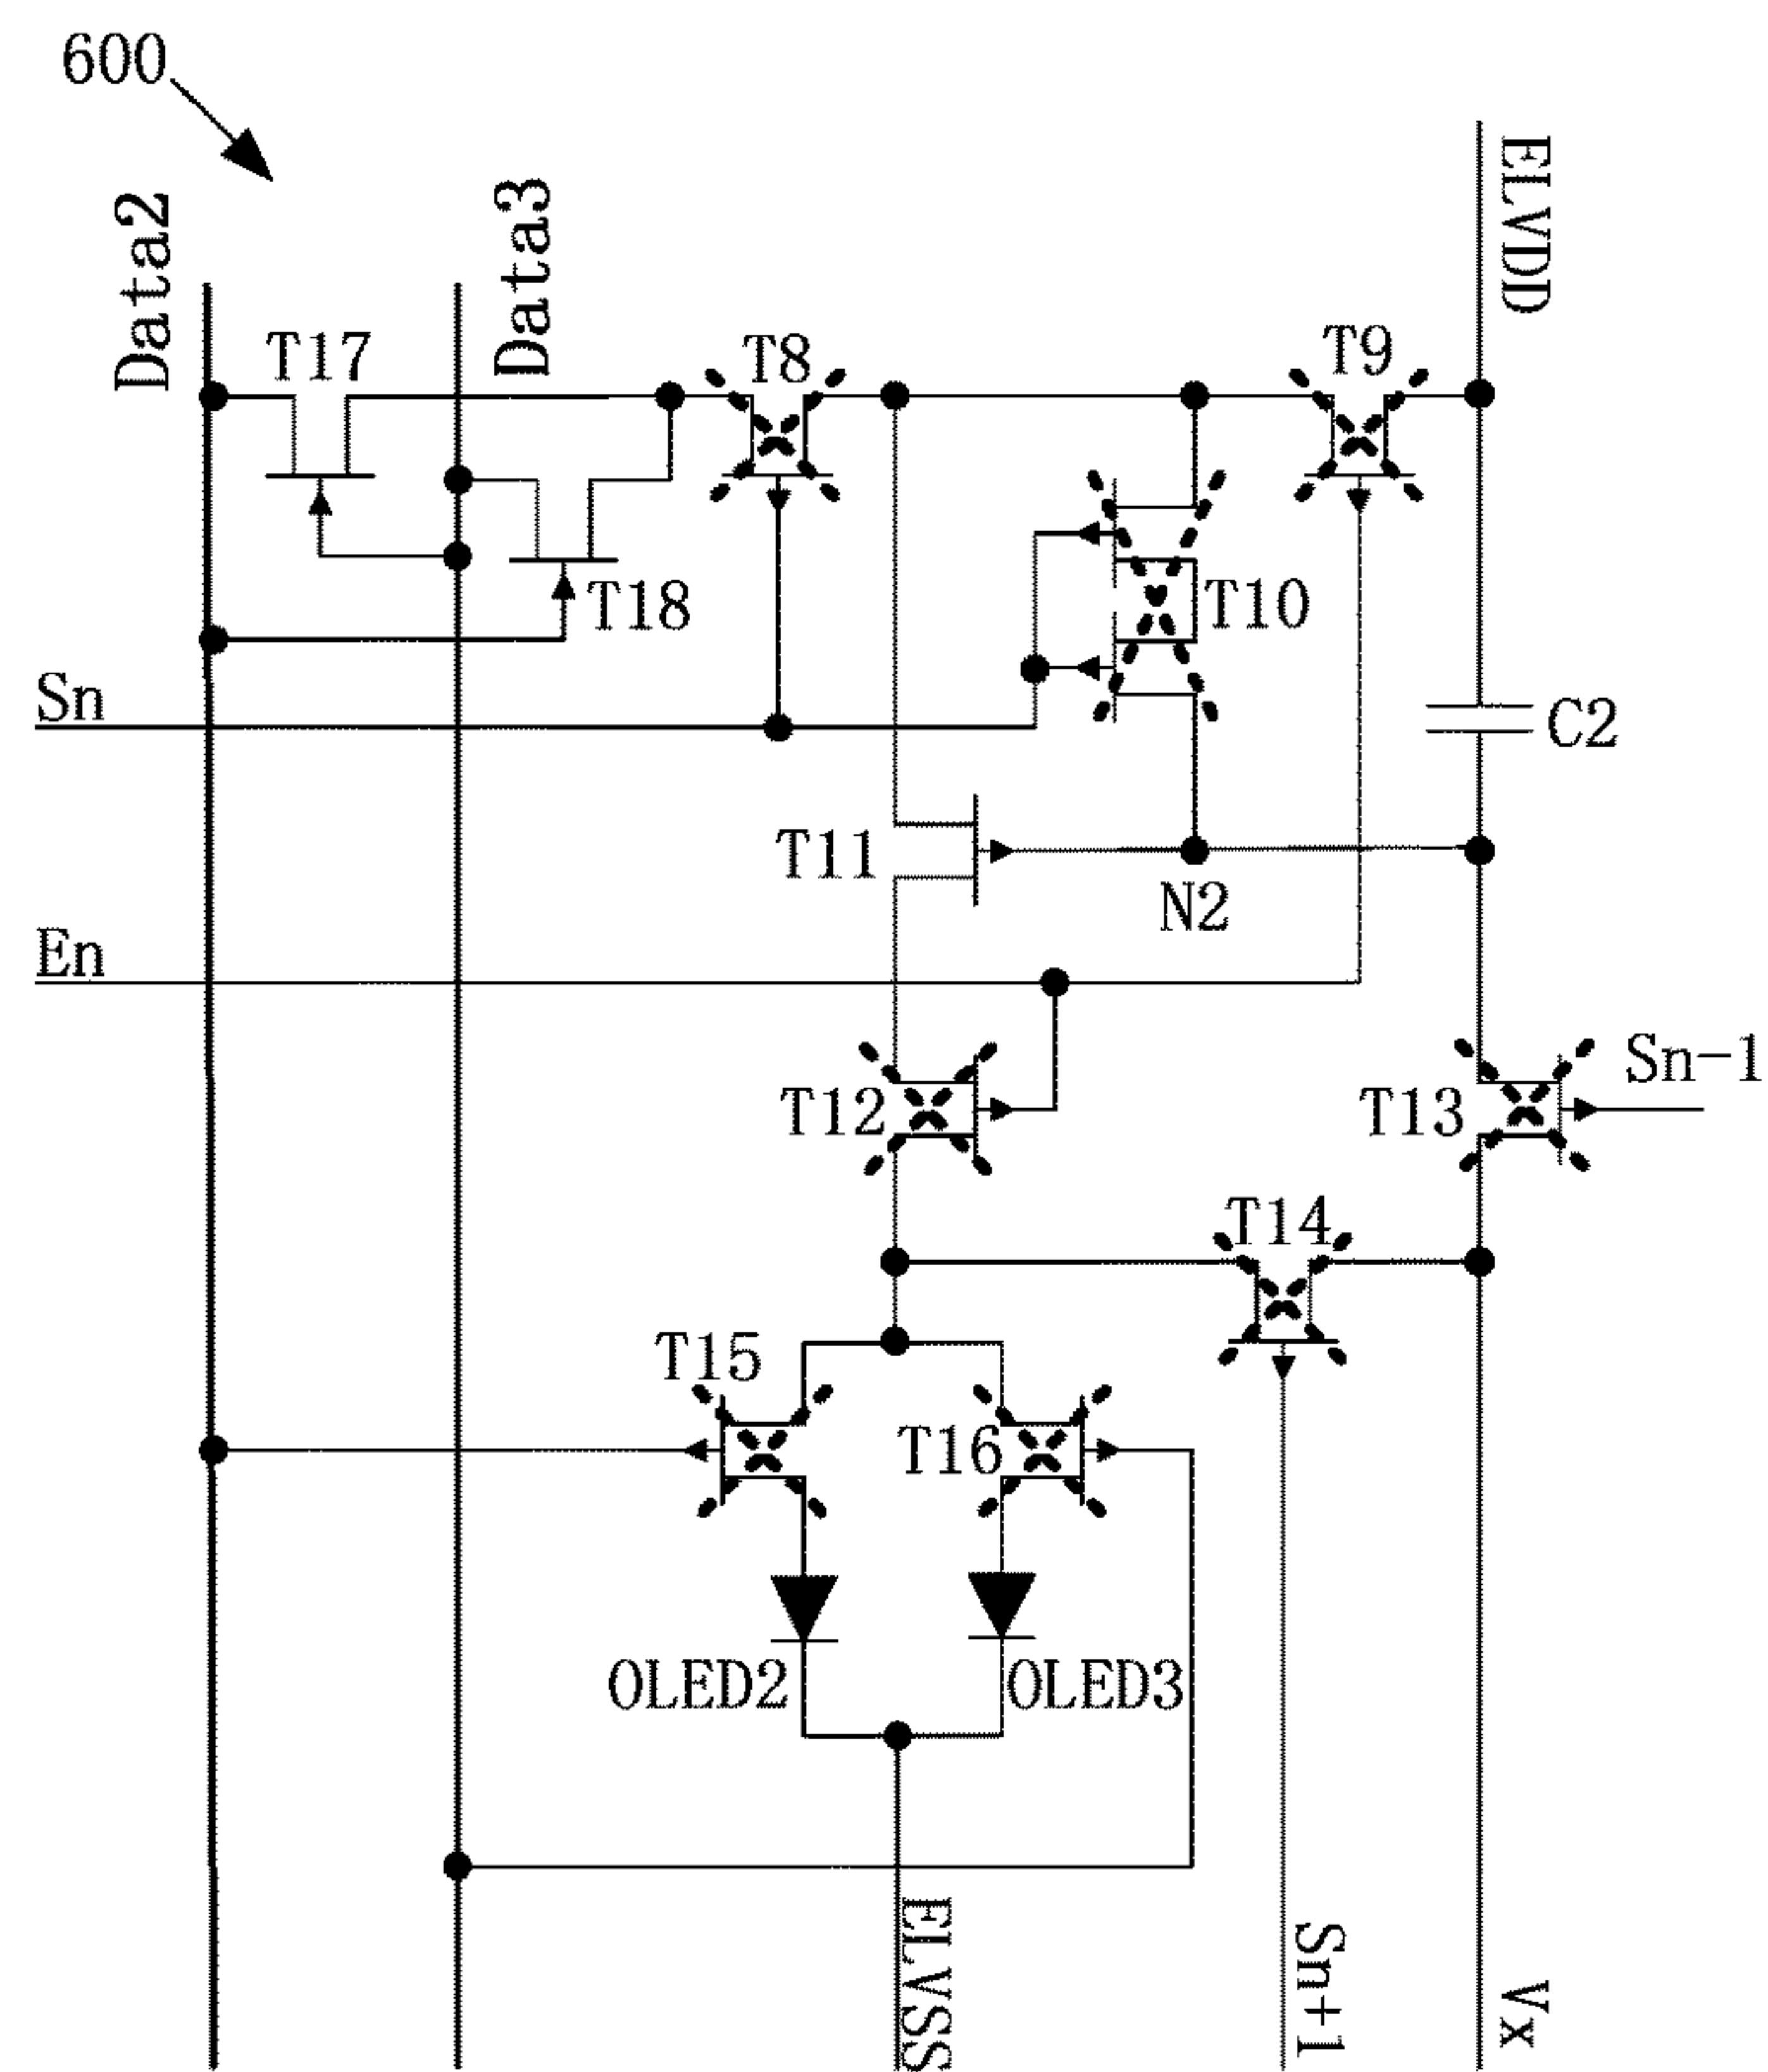 600
Data2
Data3
ELVDD
T17
T8
T9
T18
T10
Sn
C2
T11
N2
En
T12
T13
Sn-1
T14
T15
T16
OLED2
OLED3
ELVSS
Sn+1
Vx